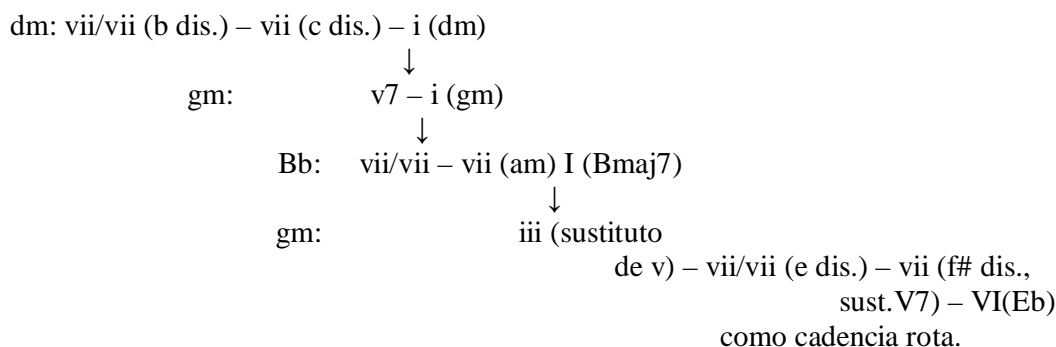 dm: vii/vii (b dis.) – vii (c dis.) – i (dm)
↓
gm: v7 – i (gm)
↓
Bb: vii/vii – vii (am) I (Bmaj7)
↓
gm: iii (sustituto
de v) – vii/vii (e dis.) – vii (f# dis.,
sust.V7) – VI(Eb)
como cadencia rota.